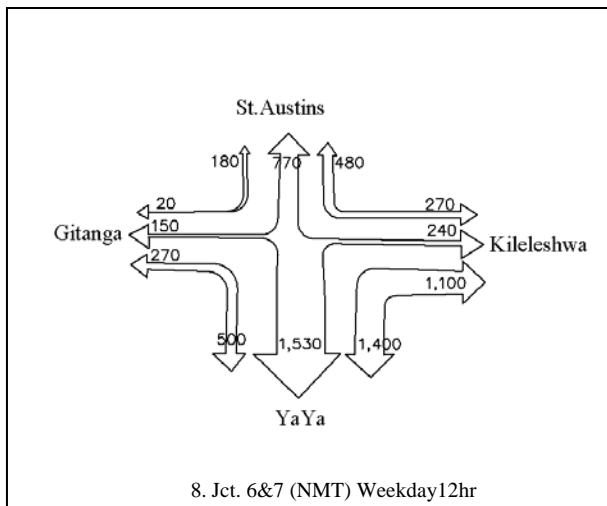 St.Austins
180 770 480
20 270
150 240
Gitanga Kileleshwa
270
1,100
500 1,530 1,400
YaYa
8. Jct. 6&7 (NMT) Weekday12hr